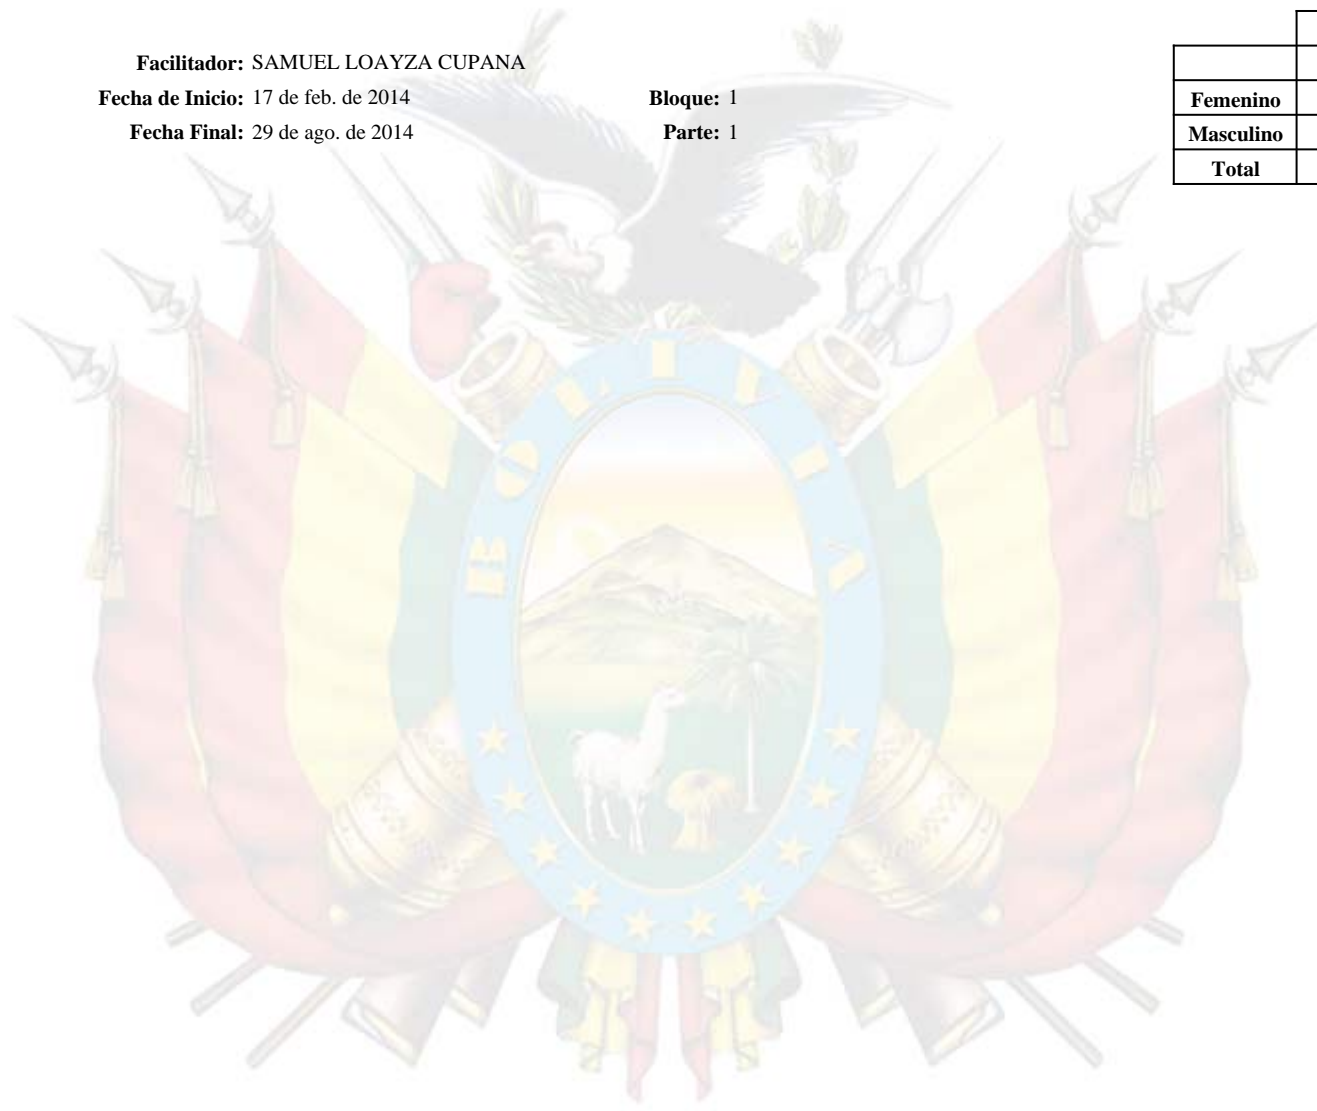 Facilitador: SAMUEL LOAYZA CUPANA
Fecha de Inicio: 17 de feb. de 2014 Bloque: 1
Fecha Final: 29 de ago. de 2014 Parte: 1
Femenino
Masculino
Total
BOLIVIA